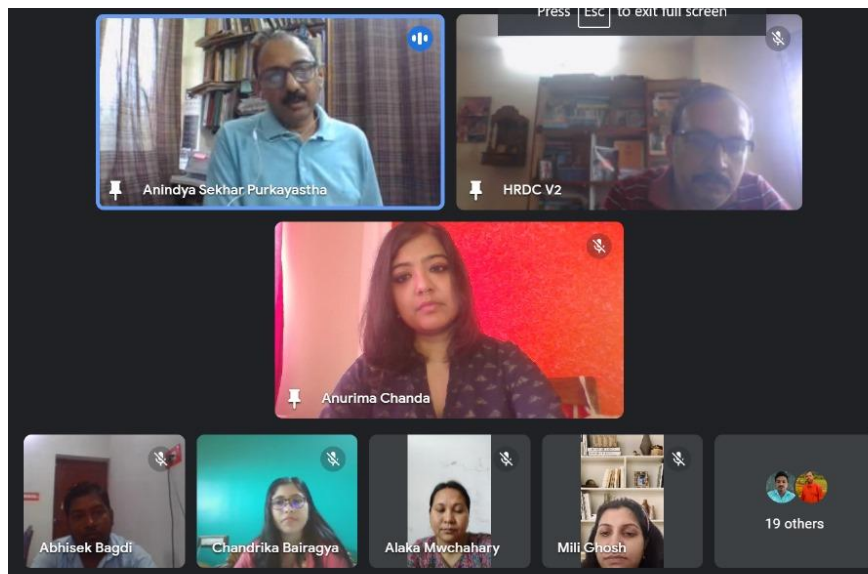 Press Esc to exit full screen
Anindya Sekhar Purkayastha
HRDC V2
Anurima Chanda
Abhisek Bagdi
Chandrika Bairagya
Alaka Mwchahary
Mili Ghosh
19 others